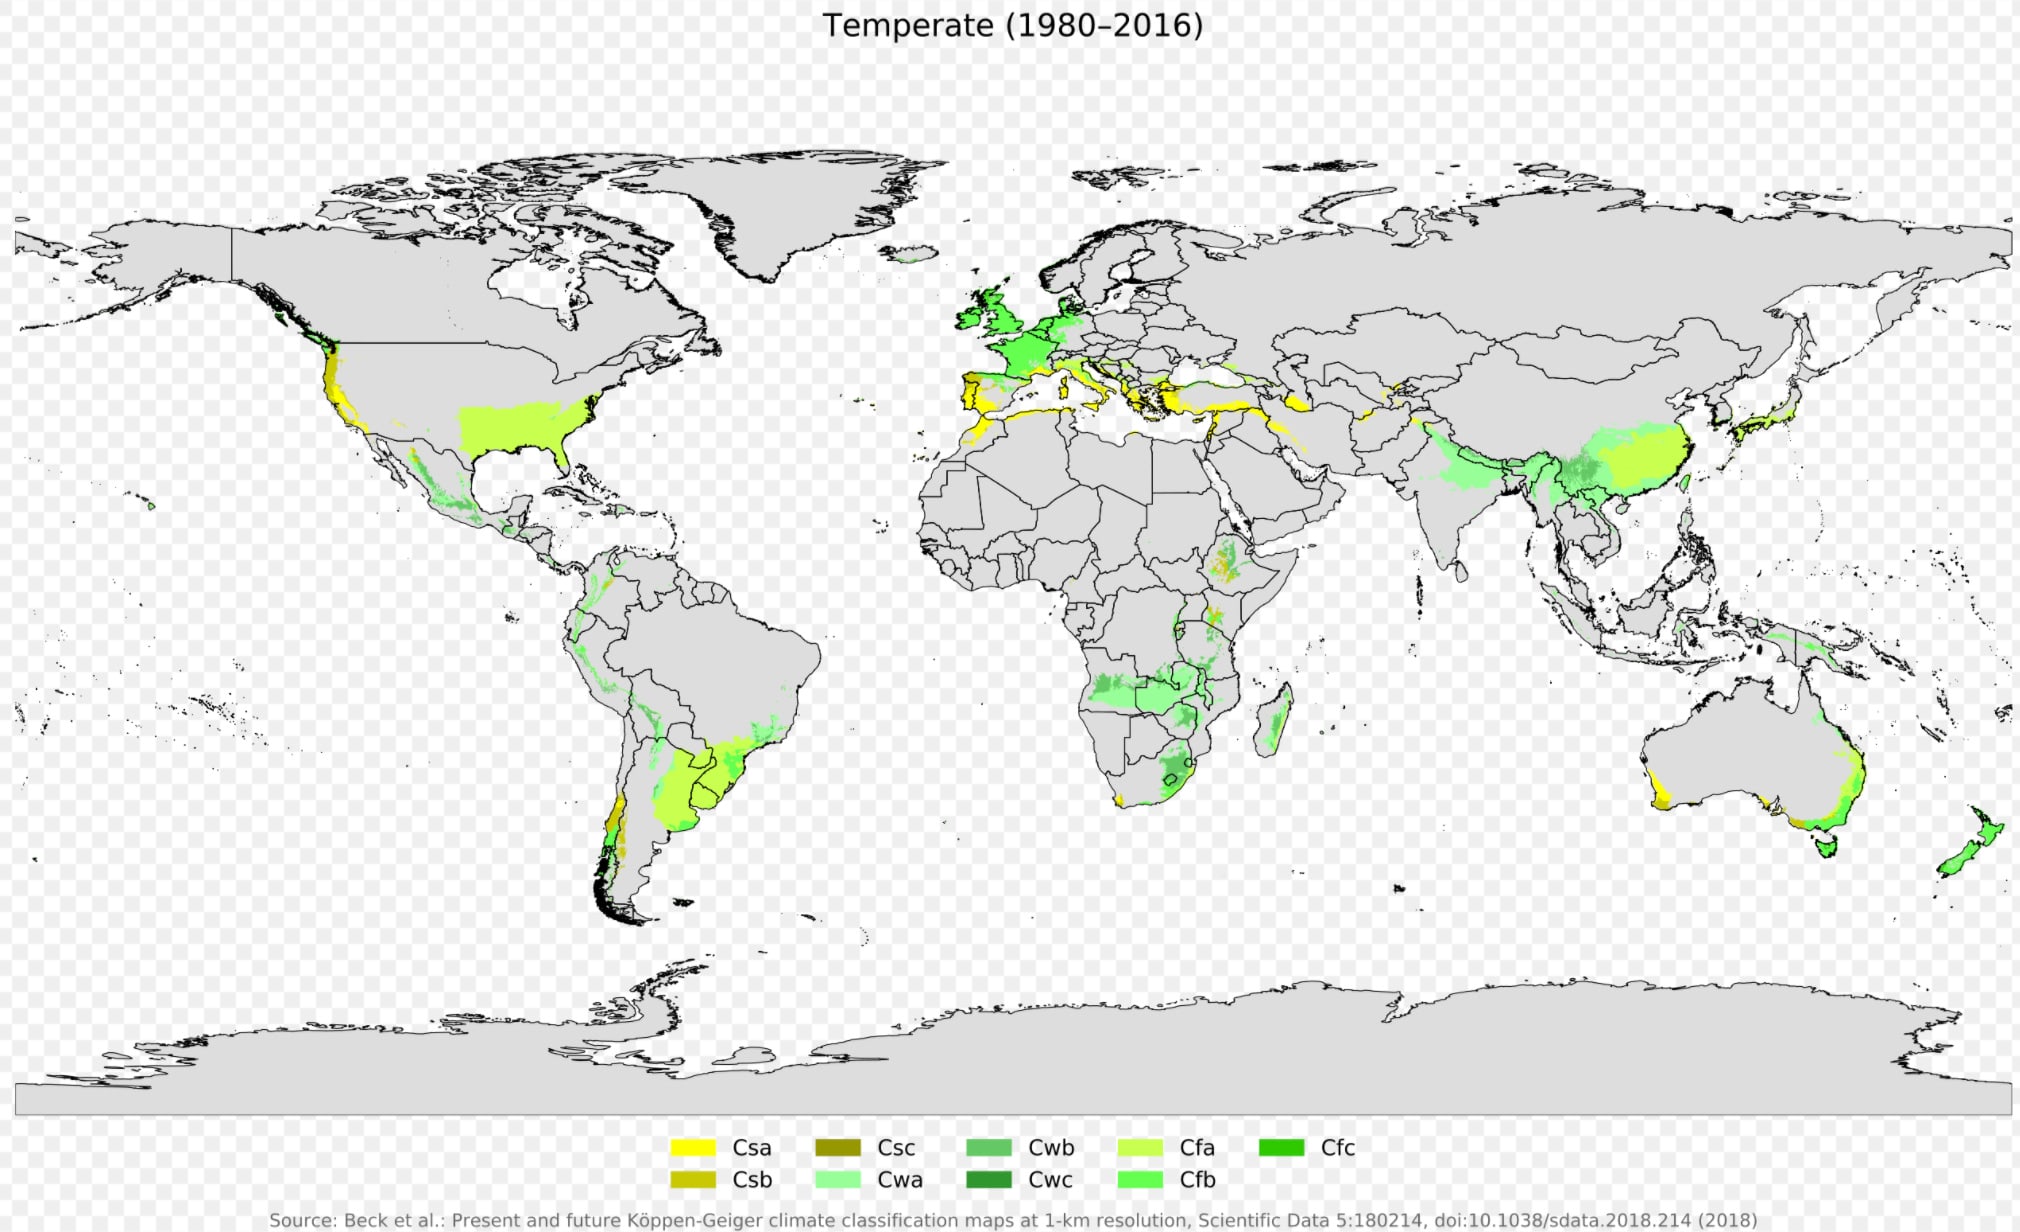 Temperate (1980–2016)
Csa Csc Cwb Cfa Cfc
Csb Cwa Cwc Cfb
Source: Beck et al.: Present and future Köppen-Geiger climate classification maps at 1-km resolution, Scientific Data 5:180214, doi:10.1038/sdata.2018.214 (2018)